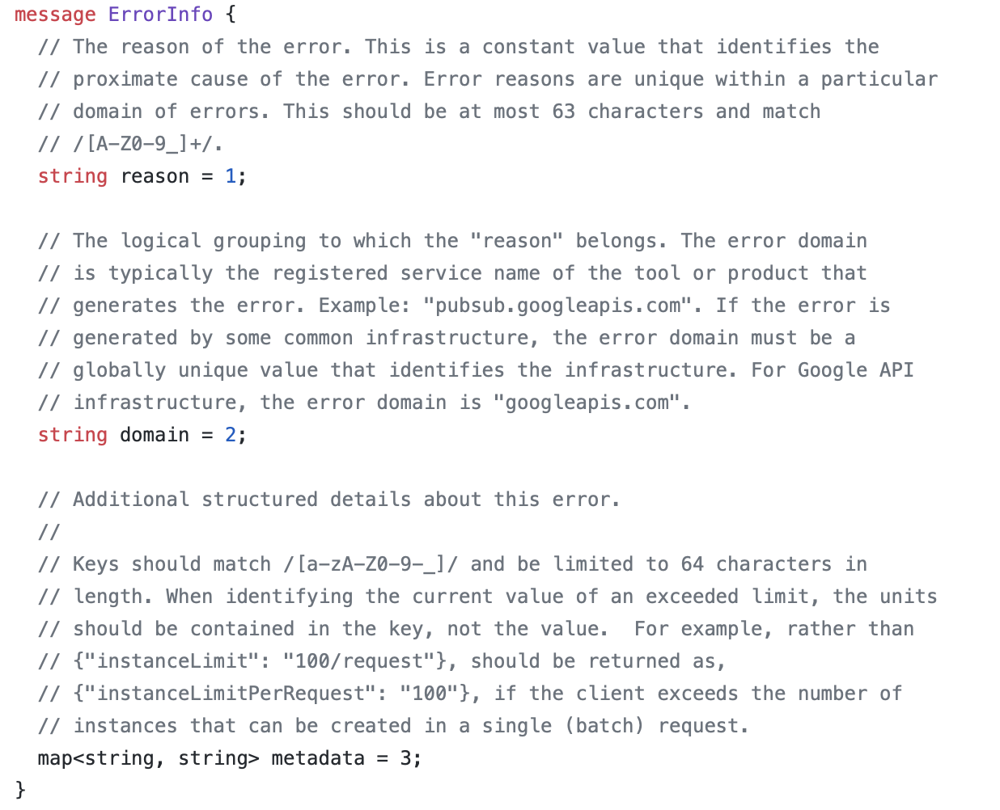 message ErrorInfo {
  // The reason of the error. This is a constant value that identifies the
  // proximate cause of the error. Error reasons are unique within a particular
  // domain of errors. This should be at most 63 characters and match
  // /[A-Z0-9_]+/.
  string reason = 1;

  // The logical grouping to which the "reason" belongs. The error domain
  // is typically the registered service name of the tool or product that
  // generates the error. Example: "pubsub.googleapis.com". If the error is
  // generated by some common infrastructure, the error domain must be a
  // globally unique value that identifies the infrastructure. For Google API
  // infrastructure, the error domain is "googleapis.com".
  string domain = 2;

  // Additional structured details about this error.
  //
  // Keys should match /[a-zA-Z0-9-_]/ and be limited to 64 characters in
  // length. When identifying the current value of an exceeded limit, the units
  // should be contained in the key, not the value.  For example, rather than
  // {"instanceLimit": "100/request"}, should be returned as,
  // {"instanceLimitPerRequest": "100"}, if the client exceeds the number of
  // instances that can be created in a single (batch) request.
  map<string, string> metadata = 3;
}